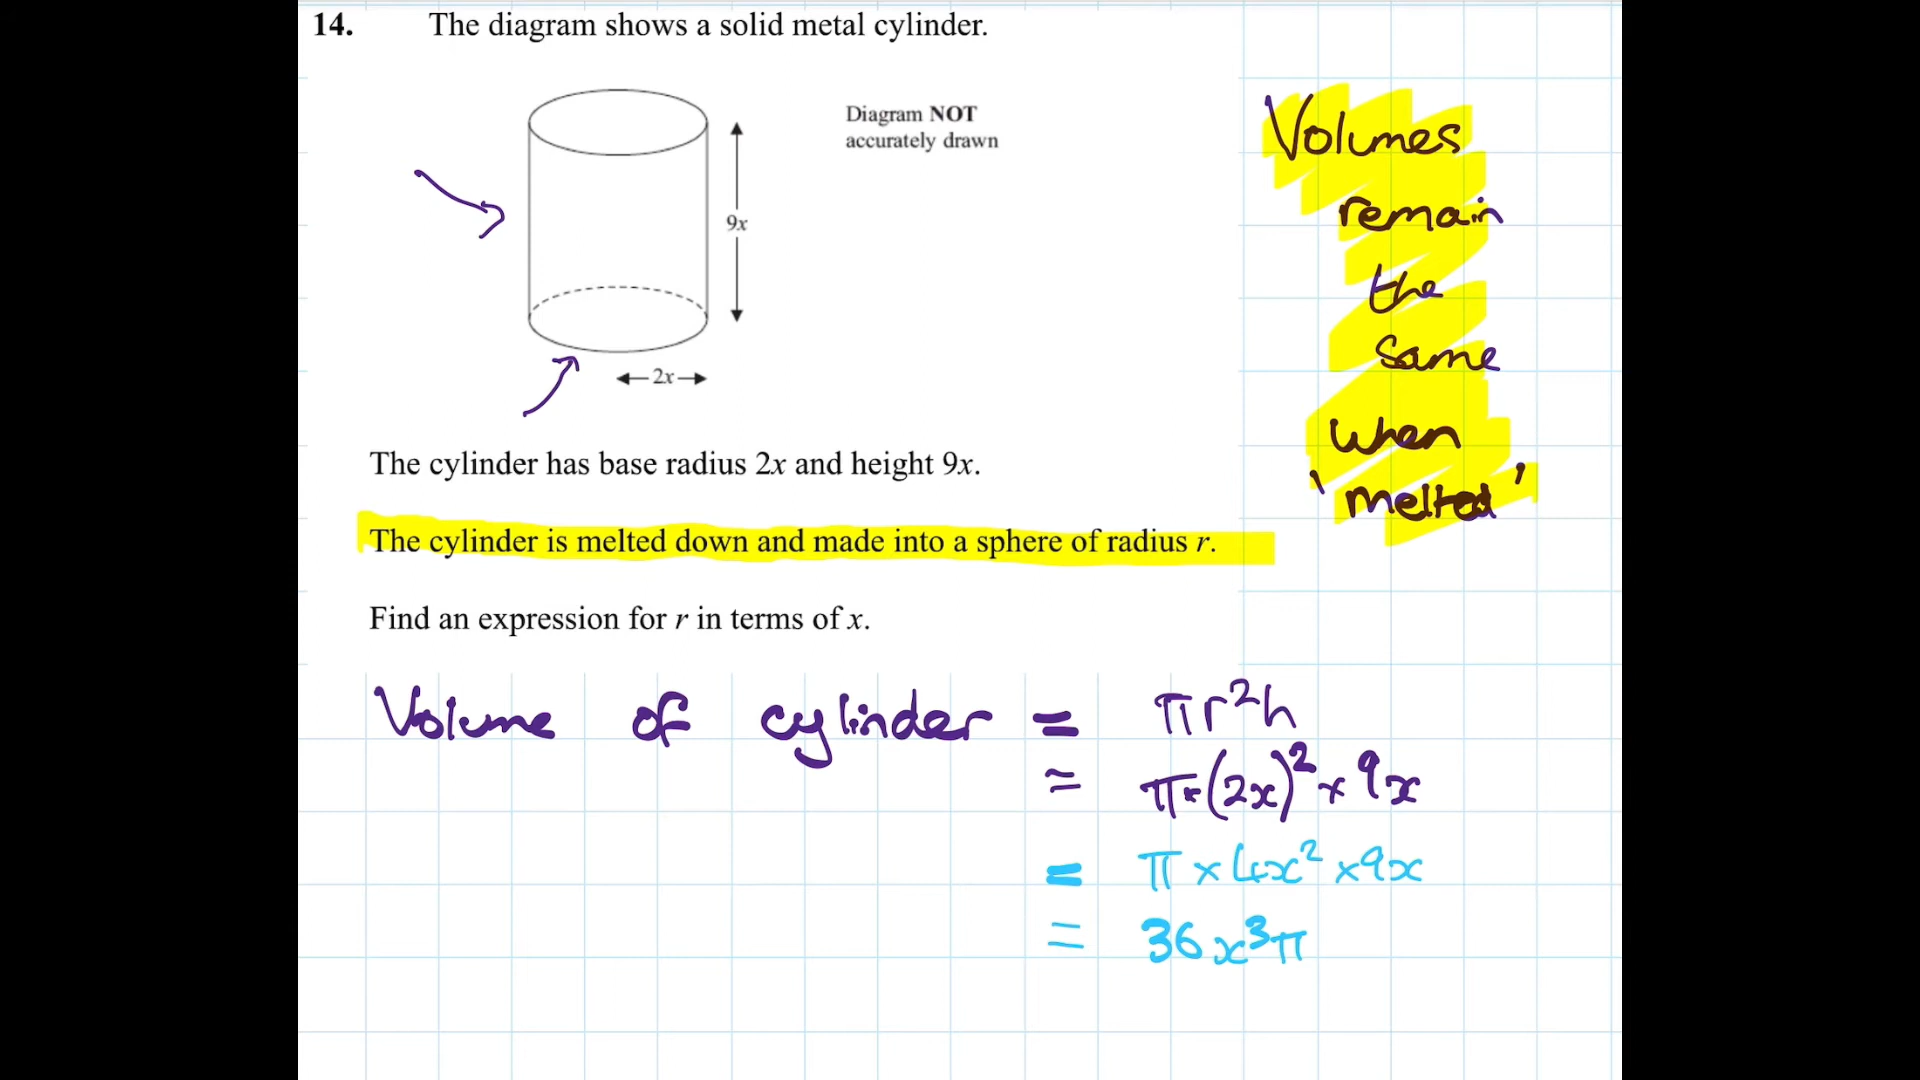 14. The diagram shows a solid metal cylinder.
Diagram NOT
accurately drawn
9x
2x
The cylinder has base radius 2x and height 9x.
The cylinder is melted down and made into a sphere of radius r.
Find an expression for r in terms of x.
Volumes
remain
the
same
when
'melted'
Volume of cylinder = πr²h
= π×(2x)²×9x
= π×4x²×9x
= 36x³π